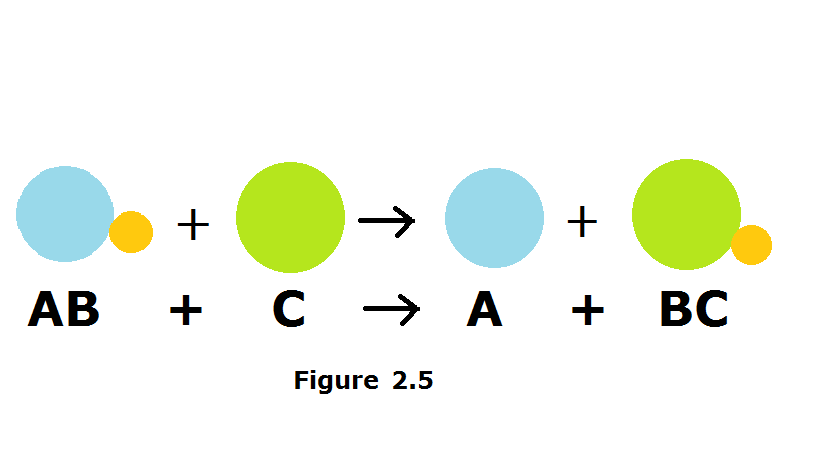 + → +
AB + C → A + BC
Figure 2.5